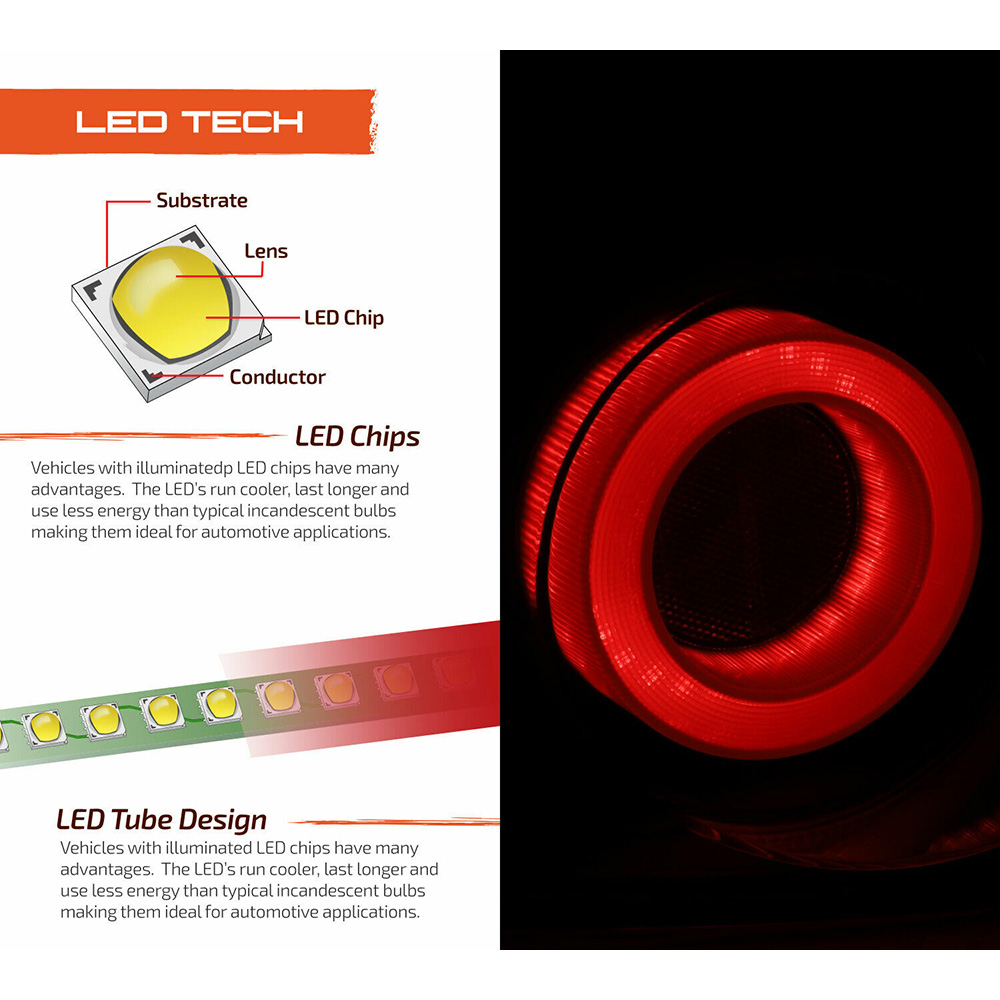 LED TECH
Substrate
Lens
LED Chip
Conductor
LED Chips
Vehicles with illuminatedp LED chips have many
advantages.  The LED's run cooler, last longer and
use less energy than typical incandescent bulbs
making them ideal for automotive applications.
LED Tube Design
Vehicles with illuminated LED chips have many
advantages.  The LED's run cooler, last longer and
use less energy than typical incandescent bulbs
making them ideal for automotive applications.